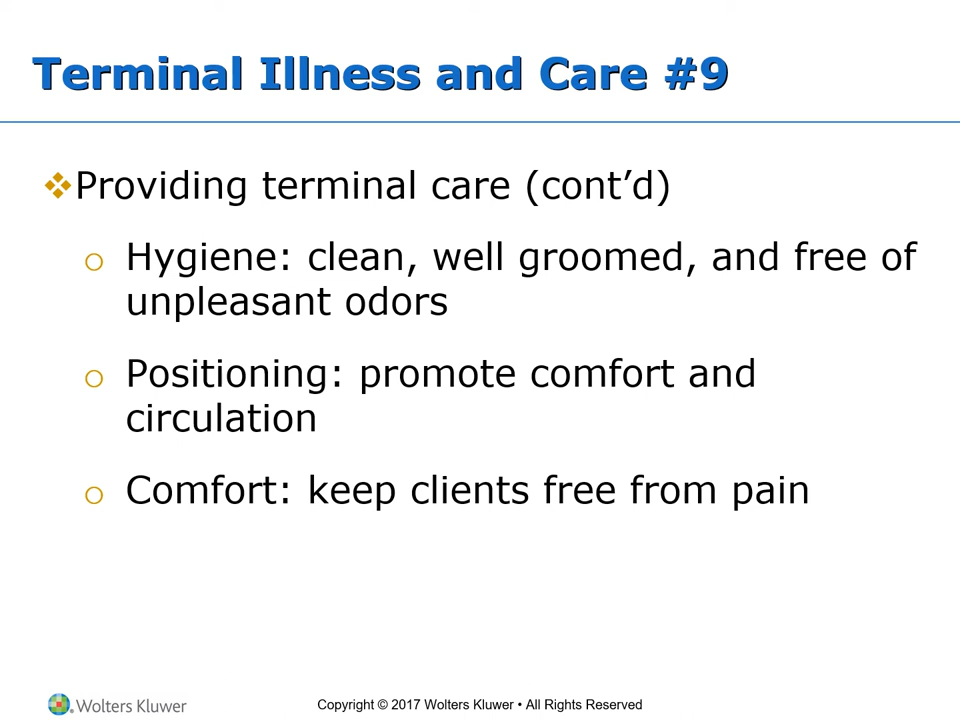 Terminal Illness and Care #9
❖Providing terminal care (cont’d)
o Hygiene: clean, well groomed, and free of
unpleasant odors
o Positioning: promote comfort and
circulation
o Comfort: keep clients free from pain
Wolters Kluwer
Copyright © 2017 Wolters Kluwer • All Rights Reserved